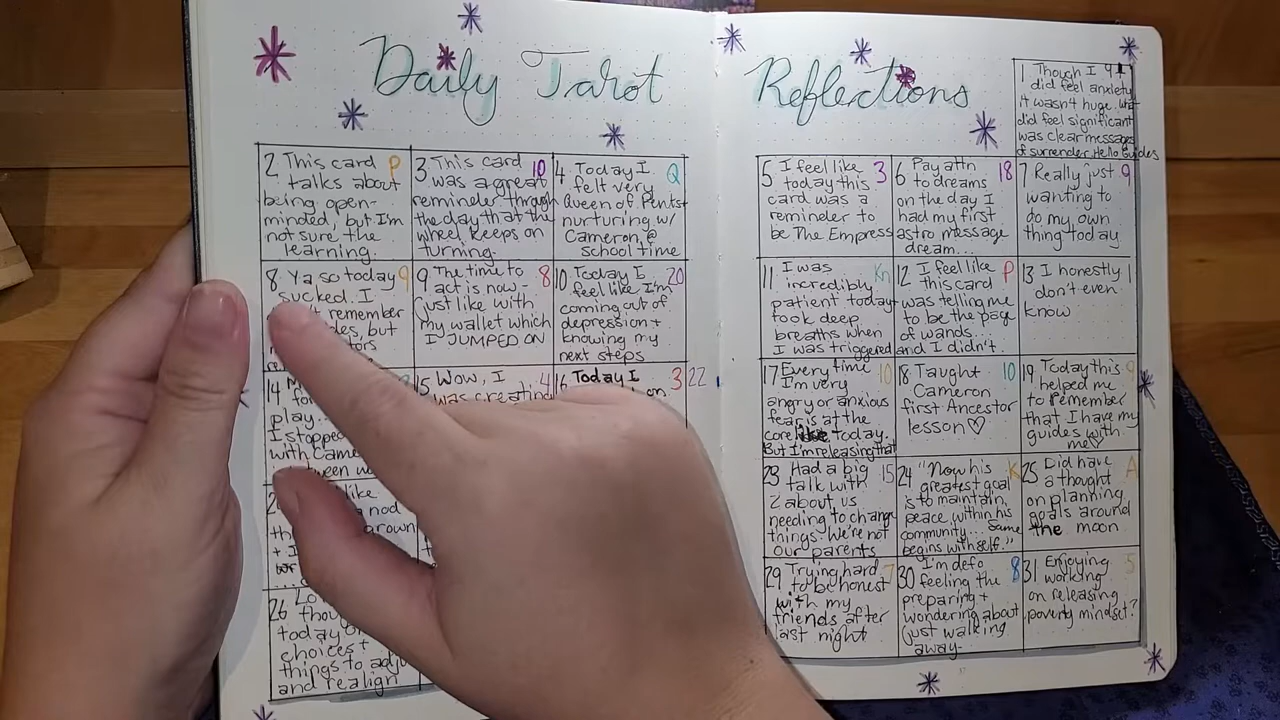 Daily Tarot Reflections
1 Though I 4
did feel anxiety
it wasn't huge. What
did feel significant
was clear messages
of surrender. Hello Guides
2 This card P
talks about
being open-
minded, but I'm
not sure the
learning.
3 This card 10
was a great
reminder through
the day that the
wheel keeps on
turning.
4 Today I Q
felt very
Queen of Pents-
nurturing w/
Cameron @
school time
5 I feel like 3
today this
card was a
reminder to
be The Empress
6 Pay attn 18
to dreams
on the day I
had my first
astro message
dream...
7 Really just 9
wanting to
do my own
thing today
8 Ya so today 9
sucked. I
remember
but
9 The time to 8
act is now-
just like with
my wallet which
I JUMPED ON
10 Today I 20
feel like I'm
coming out of
depression +
knowing my
next steps
11 I was Kn
incredibly
patient today
took deep
breaths when
I was triggered
12 I feel like P
this card
was telling me
to be the page
of wands...
and I didn't.
13 I honestly 1
don't even
know
14
play.
I stopped
with
15 Wow, I 4
was creating
16 Today I 3
on
22
17 Every time 10
I'm very
angry or anxious
fear is at the
core like today
But I'm releasing that
18 Taught 10
Cameron
first Ancestor
lesson♡
19 Today this 9
helped me
to remember
that I have my
guides with
me♡
like
a nod
+ I
23 Had a big 15
talk with
2 about us
needing to change
things. We're not
our parents
24 "Now his K
greatest goal
is to maintain
peace within his
community... Same
begins with self."
25 Did have A
a thought
on planning
goals around
the moon
26
today
choices +
things to
and realign
29 Trying hard 7
to be honest
with my
friends after
last night
30 I'm defo 8
feeling the
preparing +
wondering about
just walking
away-
31 Enjoying 5
working
on releasing
poverty mindset?